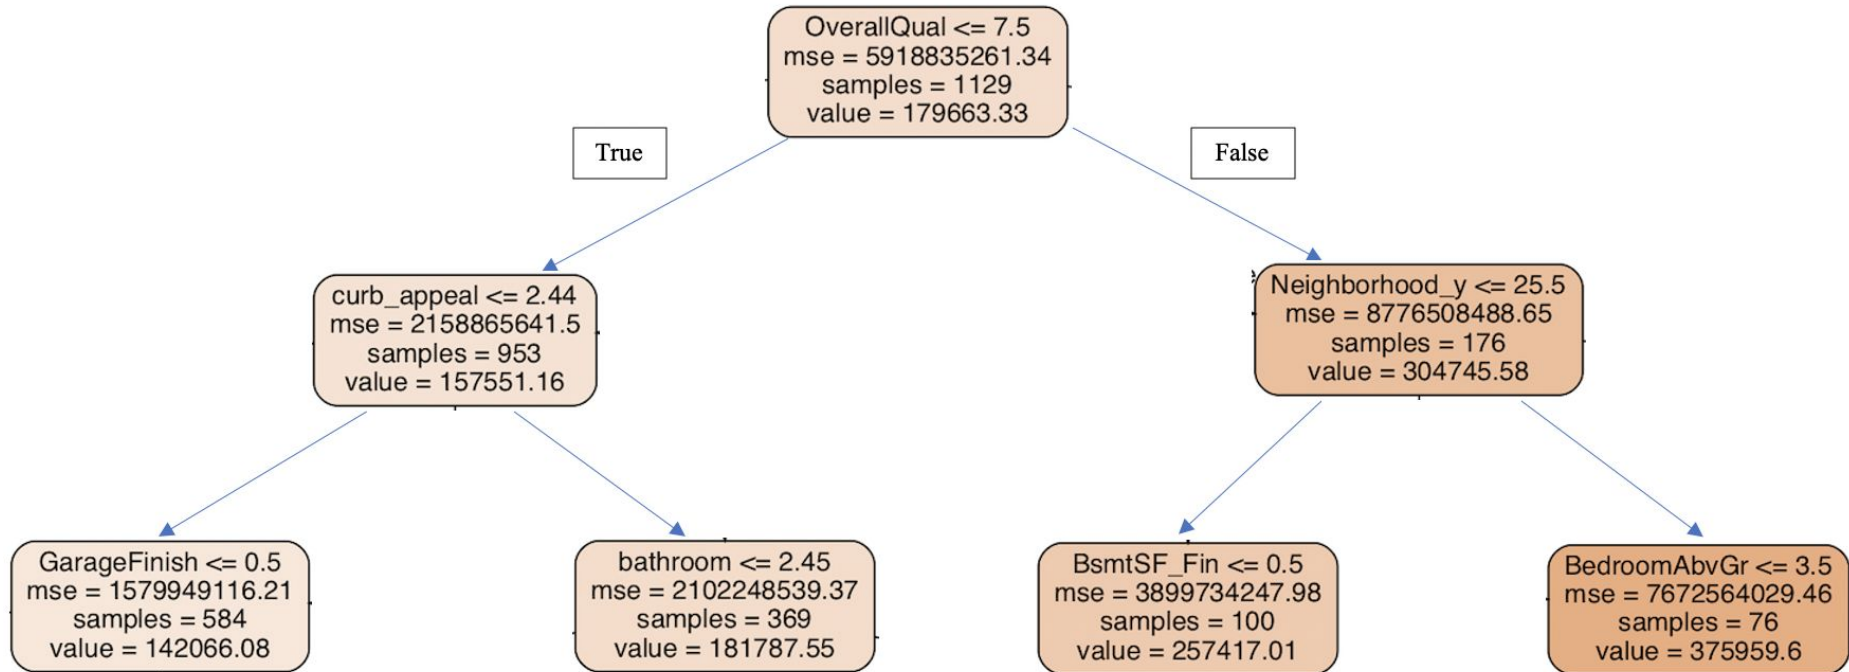 OverallQual <= 7.5
mse = 5918835261.34
samples = 1129
value = 179663.33
True
False
curb_appeal <= 2.44
mse = 2158865641.5
samples = 953
value = 157551.16
Neighborhood_y <= 25.5
mse = 8776508488.65
samples = 176
value = 304745.58
GarageFinish <= 0.5
mse = 1579949116.21
samples = 584
value = 142066.08
bathroom <= 2.45
mse = 2102248539.37
samples = 369
value = 181787.55
BsmtSF_Fin <= 0.5
mse = 3899734247.98
samples = 100
value = 257417.01
BedroomAbvGr <= 3.5
mse = 7672564029.46
samples = 76
value = 375959.6